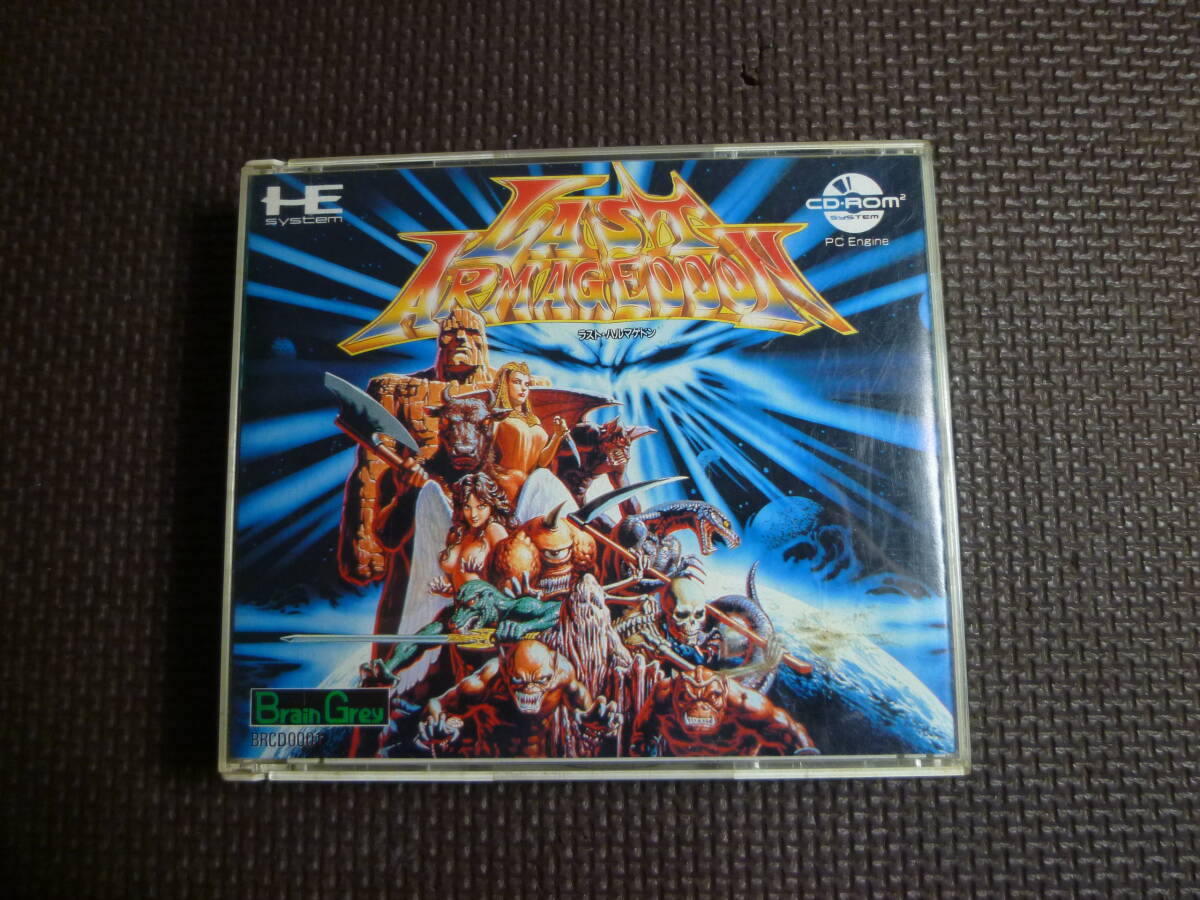 HE
system
LAST
ARMAGEDDON
ラスト・ハルマゲドン
CD-ROM²
SYSTEM
PC Engine
Brain Grey
BRCD0001